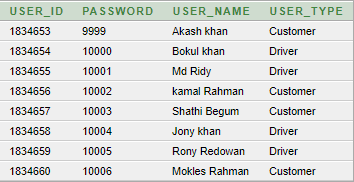 USER_ID PASSWORD USER_NAME USER_TYPE
1834653 9999 Akash khan Customer
1834654 10000 Bokul khan Driver
1834655 10001 Md Ridy Driver
1834656 10002 kamal Rahman Customer
1834657 10003 Shathi Begum Customer
1834658 10004 Jony khan Driver
1834659 10005 Rony Redowan Driver
1834660 10006 Mokles Rahman Customer